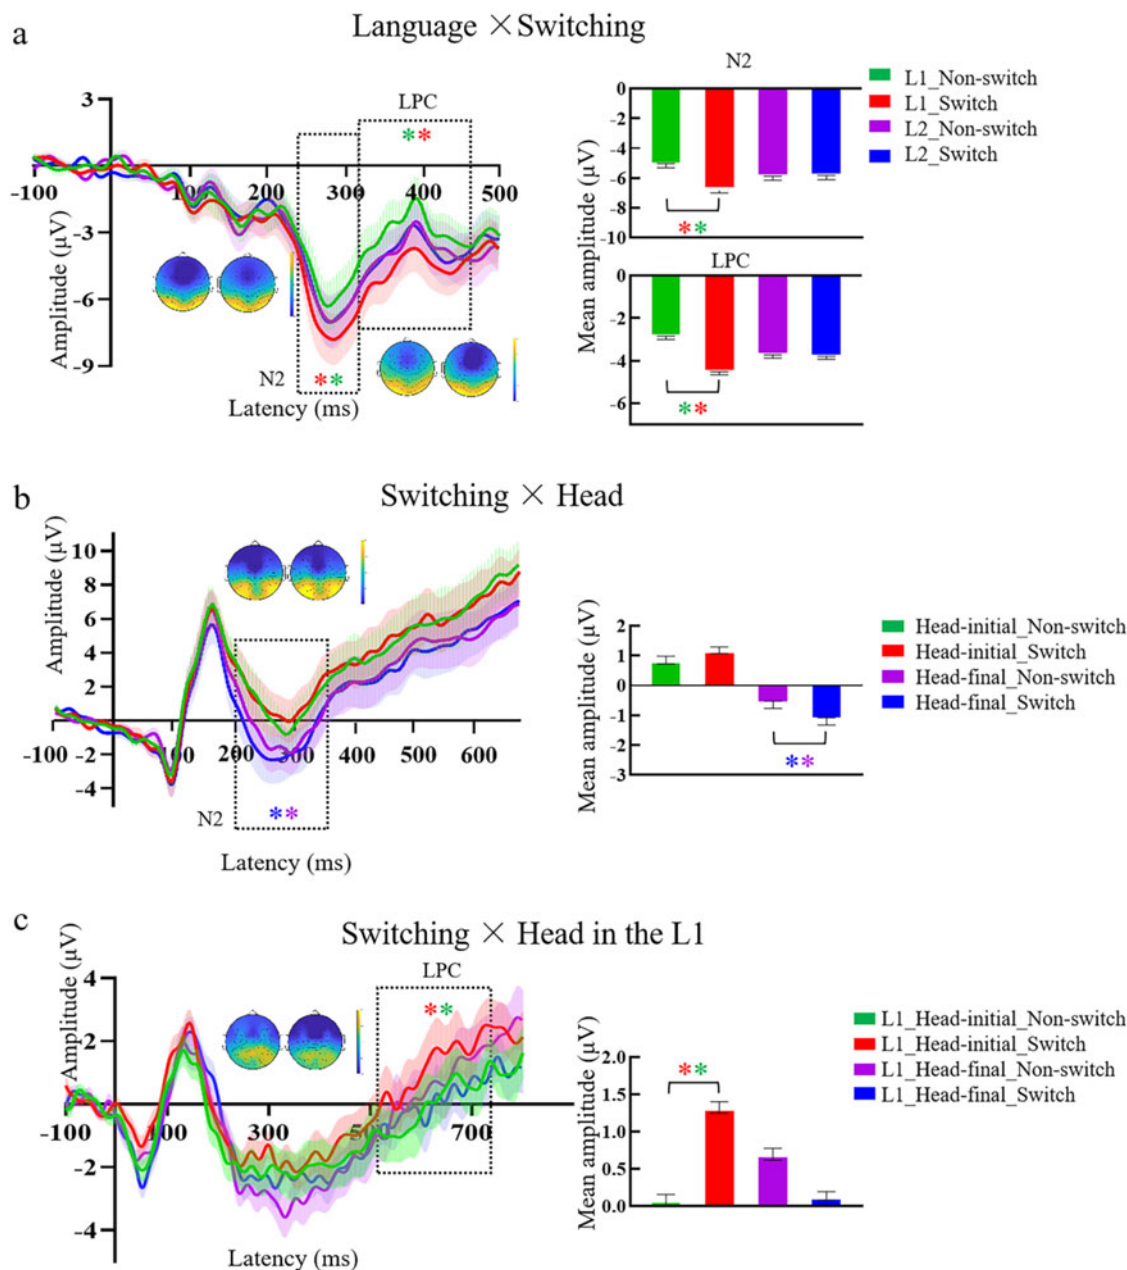 a
Language × Switching
3
LPC
**
-100
100
200
300
400
500
-3
-6
-9
Amplitude (μV)
N2
**
Latency (ms)
N2
0
-2
-4
-6
-8
-10
**
LPC
0
-2
-4
-6
**
Mean amplitude (μV)
L1_Non-switch
L1_Switch
L2_Non-switch
L2_Switch
b
Switching × Head
Amplitude (μV)
10
8
6
4
2
-100
100
200
300
400
500
600
-2
-4
N2
**
Latency (ms)
Mean amplitude (μV)
2
1
0
-1
-2
-3
**
Head-initial_Non-switch
Head-initial_Switch
Head-final_Non-switch
Head-final_Switch
c
Switching × Head in the L1
Amplitude (μV)
LPC
**
4
2
-100
100
300
500
700
-2
-4
Latency (ms)
Mean amplitude (μV)
2.0
1.5
1.0
0.5
0.0
**
L1_Head-initial_Non-switch
L1_Head-initial_Switch
L1_Head-final_Non-switch
L1_Head-final_Switch